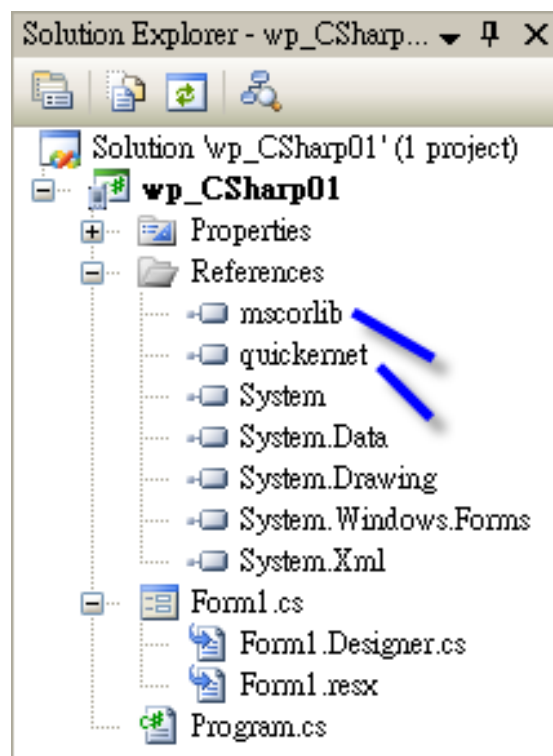 Solution Explorer - wp_CSharp...
Solution 'wp_CSharp01' (1 project)
wp_CSharp01
Properties
References
mscorlib
quickernet
System
System.Data
System.Drawing
System.Windows.Forms
System.Xml
Form1.cs
Form1.Designer.cs
Form1.resx
Program.cs